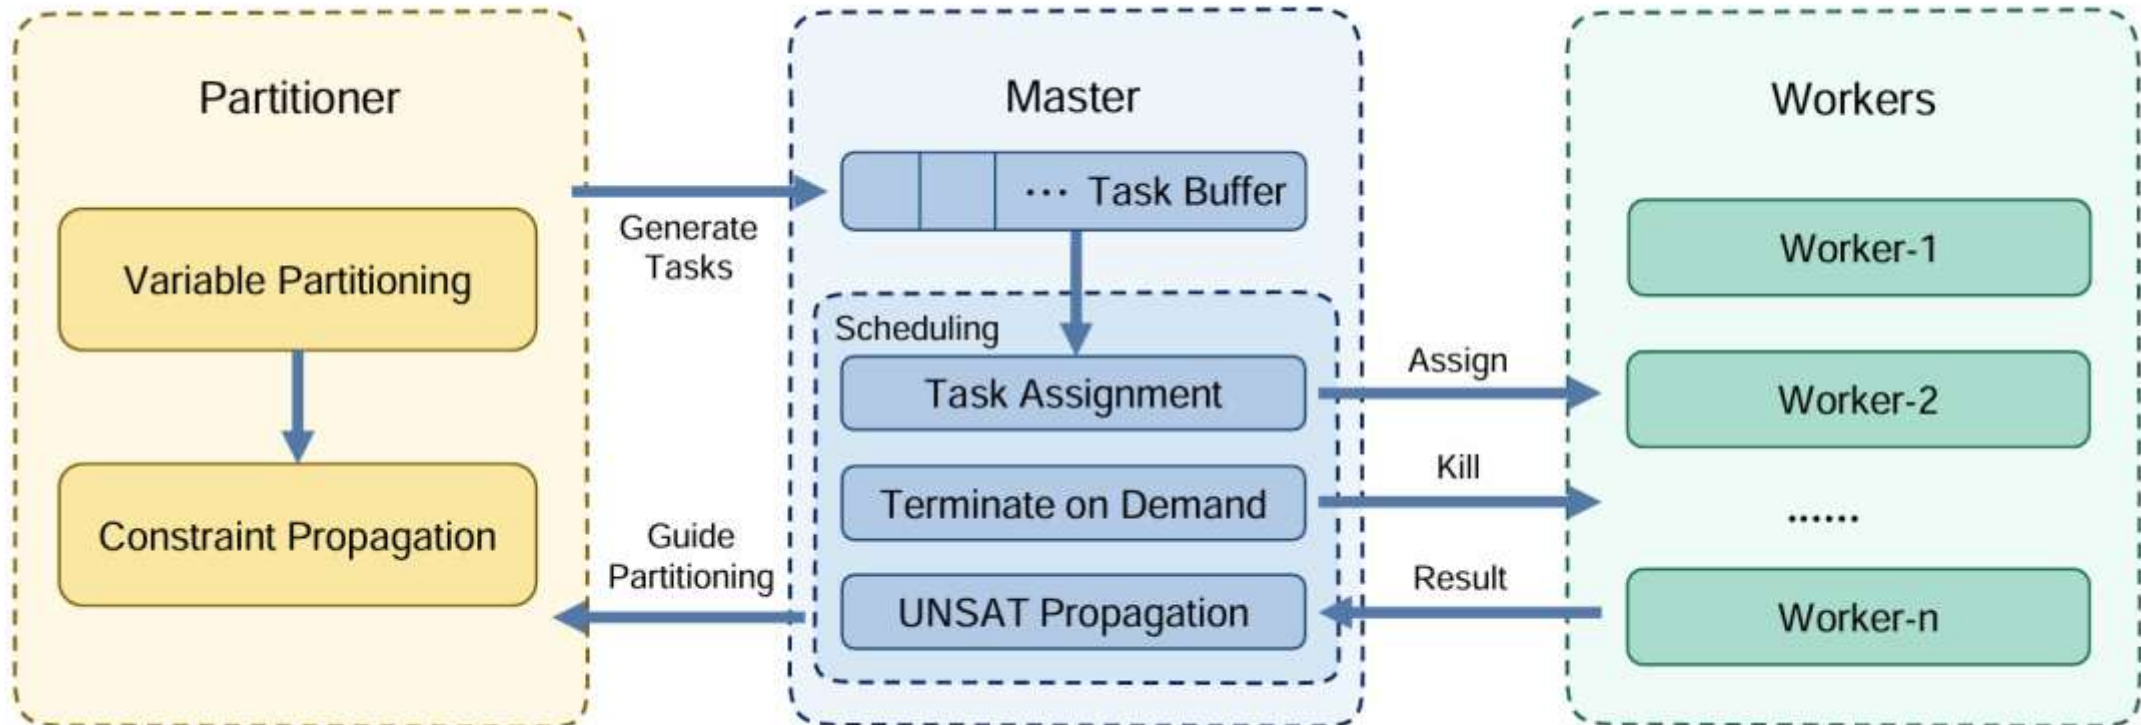 Partitioner
Variable Partitioning
Constraint Propagation
Generate
Tasks
Guide
Partitioning
Master
··· Task Buffer
Scheduling
Task Assignment
Terminate on Demand
UNSAT Propagation
Assign
Kill
Result
Workers
Worker-1
Worker-2
······
Worker-n